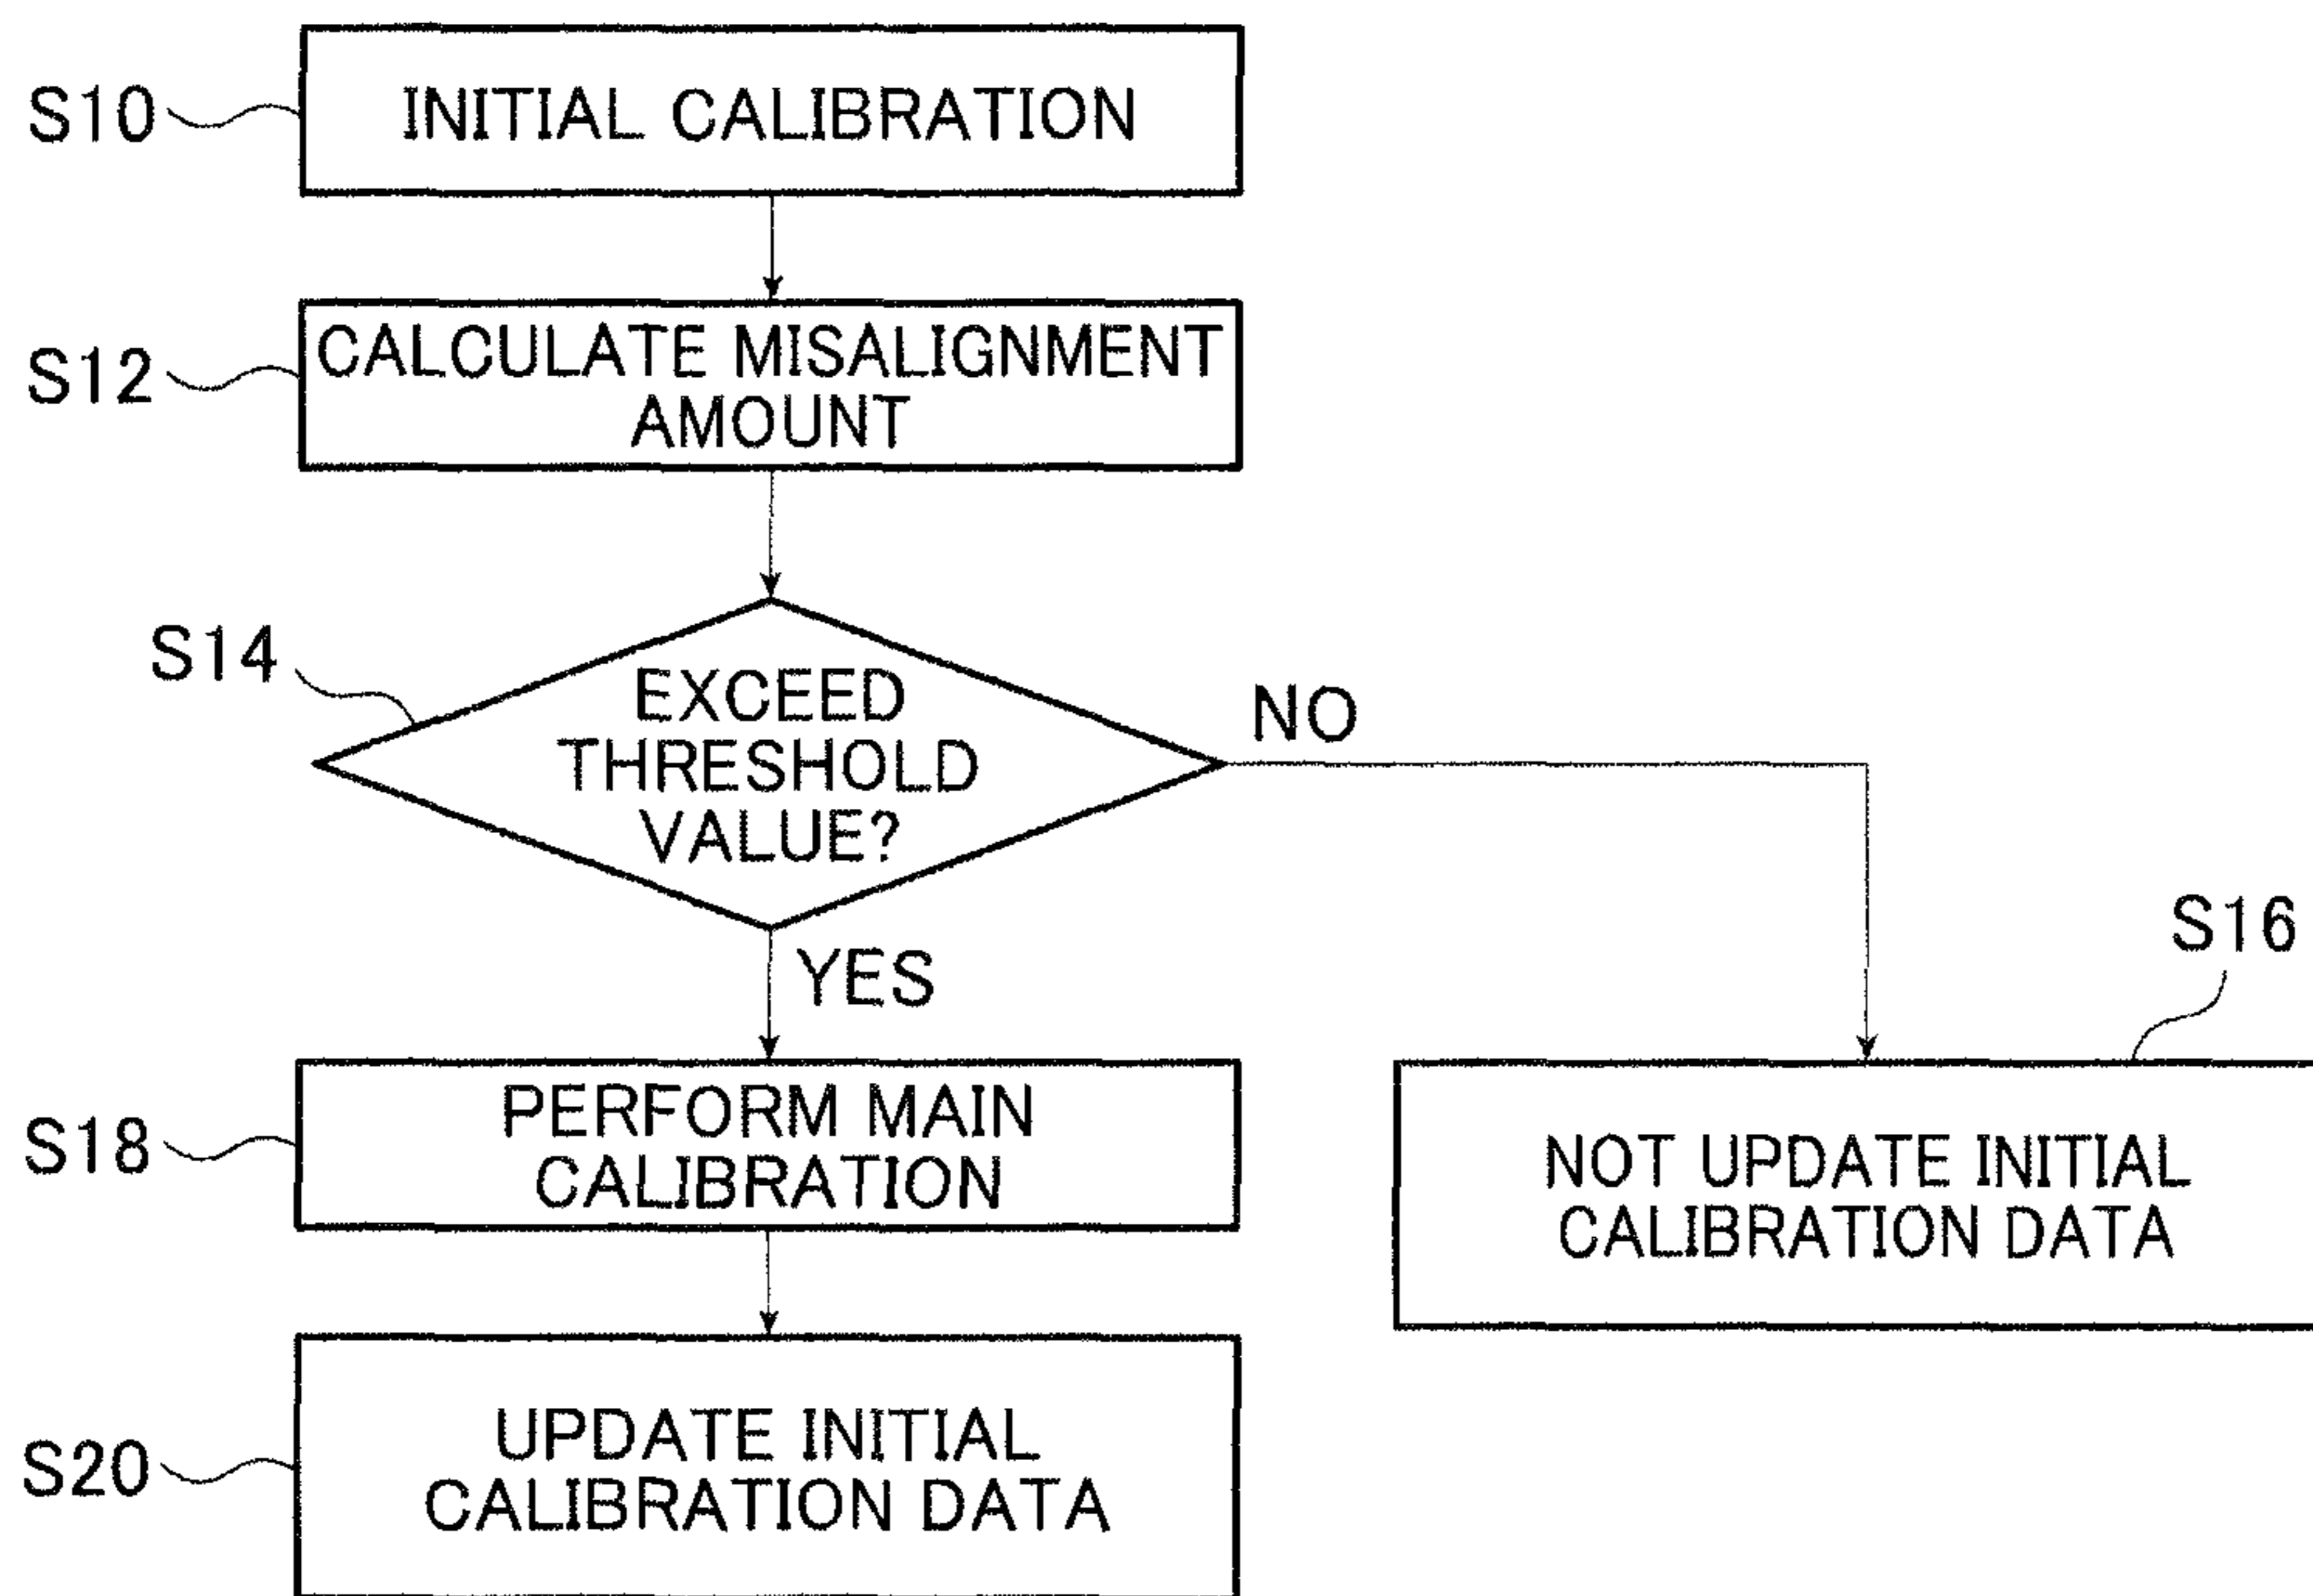 S10
INITIAL CALIBRATION
S12
CALCULATE MISALIGNMENT
AMOUNT
S14
EXCEED
THRESHOLD
VALUE?
NO
YES
S16
NOT UPDATE INITIAL
CALIBRATION DATA
S18
PERFORM MAIN
CALIBRATION
S20
UPDATE INITIAL
CALIBRATION DATA